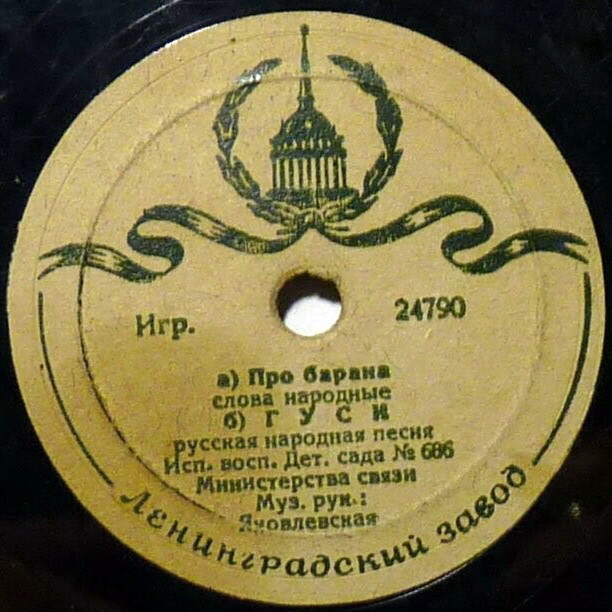 Игр. 24790
а) Про барана
слова народные
б) ГУСИ
русская народная песня
Исп. восп. Дет. сада № 686
Министерства связи
Муз. рук.:
Яковлевская
Ленинградский завод